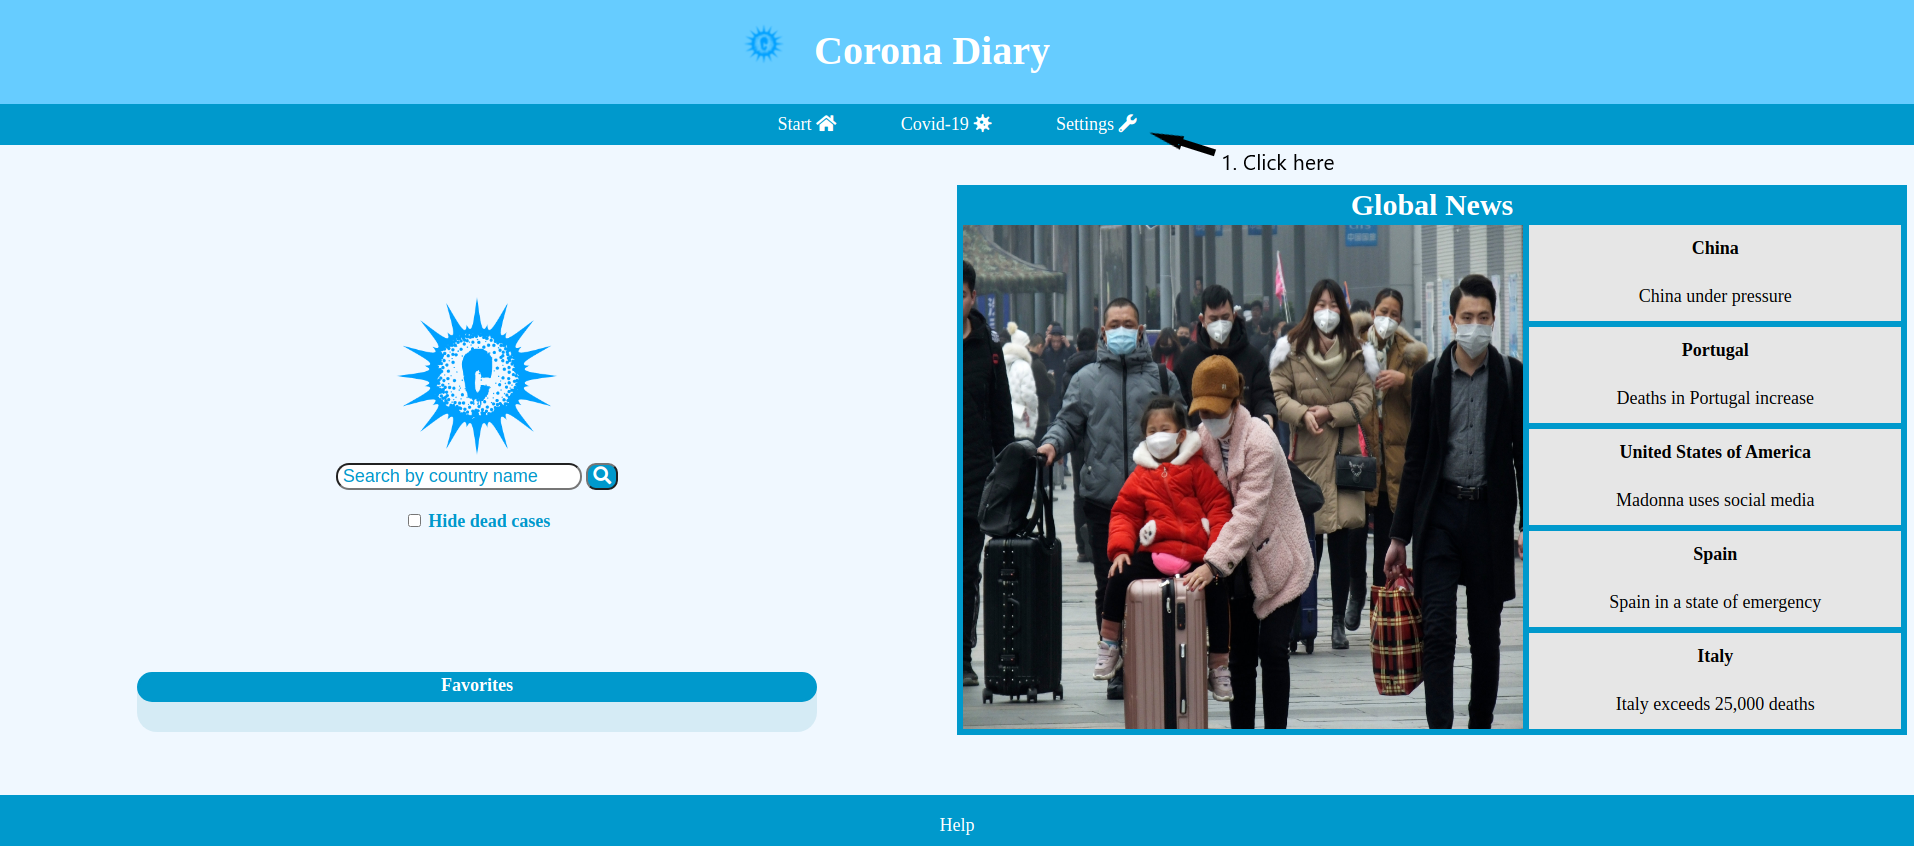 Corona Diary
Start
Covid-19
Settings
1. Click here
Search by country name
Hide dead cases
Favorites
Global News
China
China under pressure
Portugal
Deaths in Portugal increase
United States of America
Madonna uses social media
Spain
Spain in a state of emergency
Italy
Italy exceeds 25,000 deaths
Help